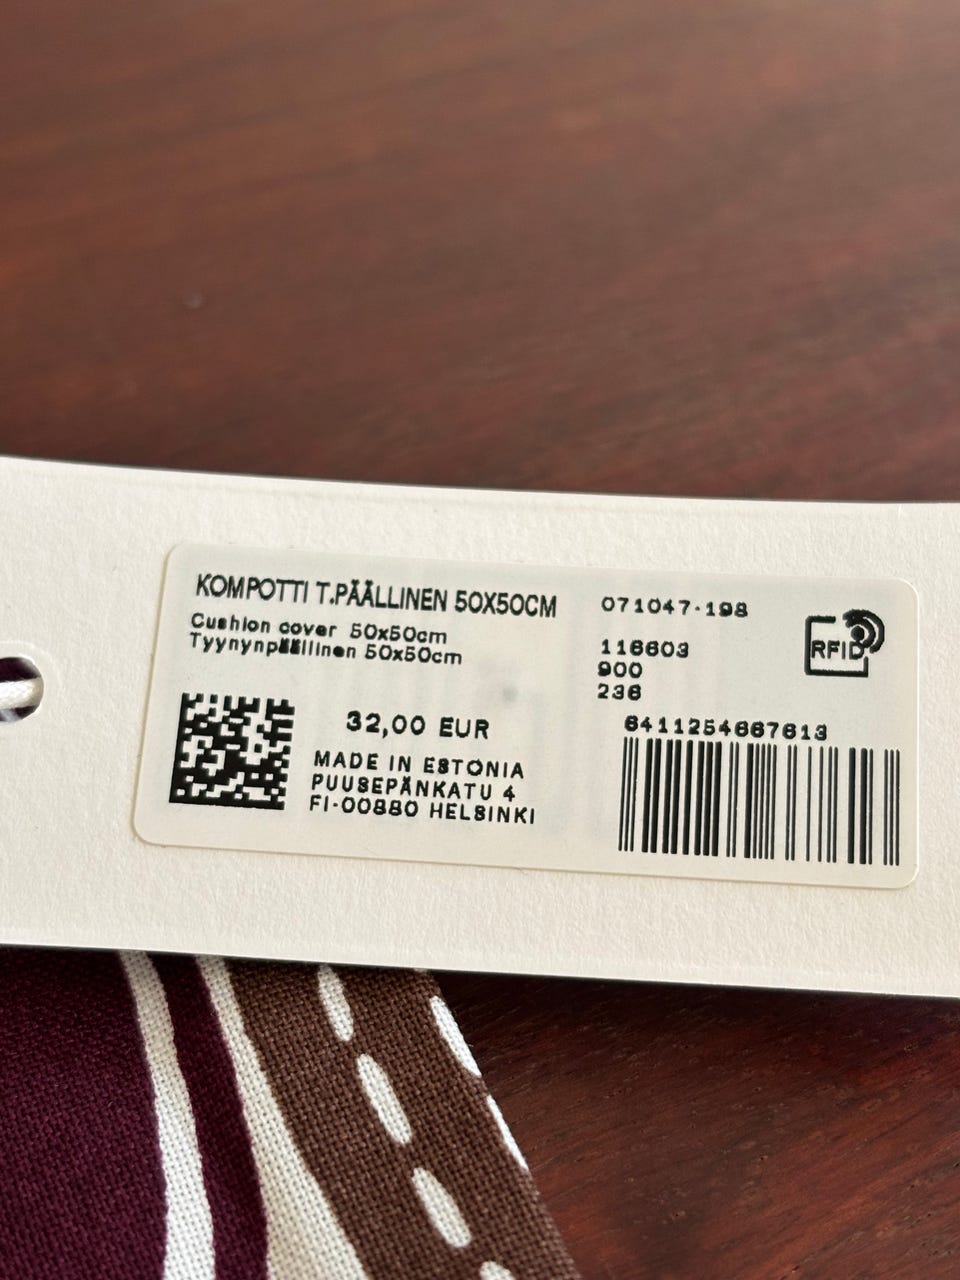 KOMPOTTI T.PÄÄLLINEN 50X50CM
Cushion cover 50x50cm
Tyynynpäällinen 50x50cm
32,00 EUR
MADE IN ESTONIA
PUUSEPÄNKATU 4
FI-00880 HELSINKI
071047-198
116603
900
236
RFID
6411254667613